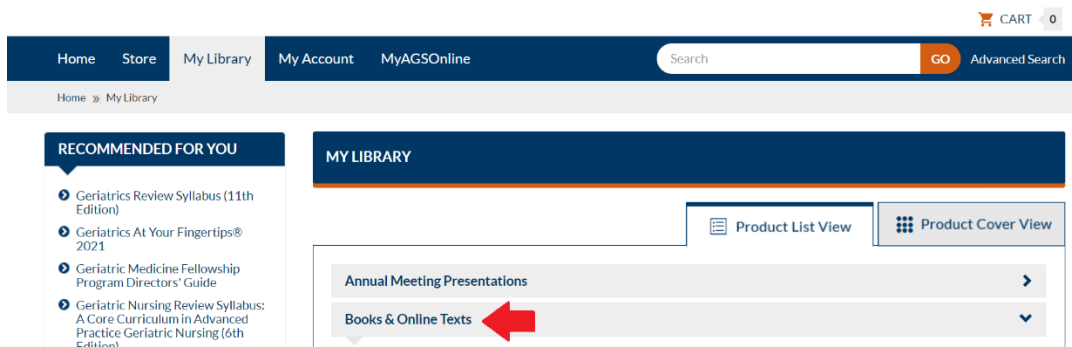 CART 0
Home Store My Library My Account MyAGSOnline Search GO Advanced Search
Home » My Library
RECOMMENDED FOR YOU
Geriatrics Review Syllabus (11th
Edition)
Geriatrics At Your Fingertips®
2021
Geriatric Medicine Fellowship
Program Directors' Guide
Geriatric Nursing Review Syllabus:
A Core Curriculum in Advanced
Practice Geriatric Nursing (6th
Edition)
MY LIBRARY
Product List View Product Cover View
Annual Meeting Presentations
Books & Online Texts